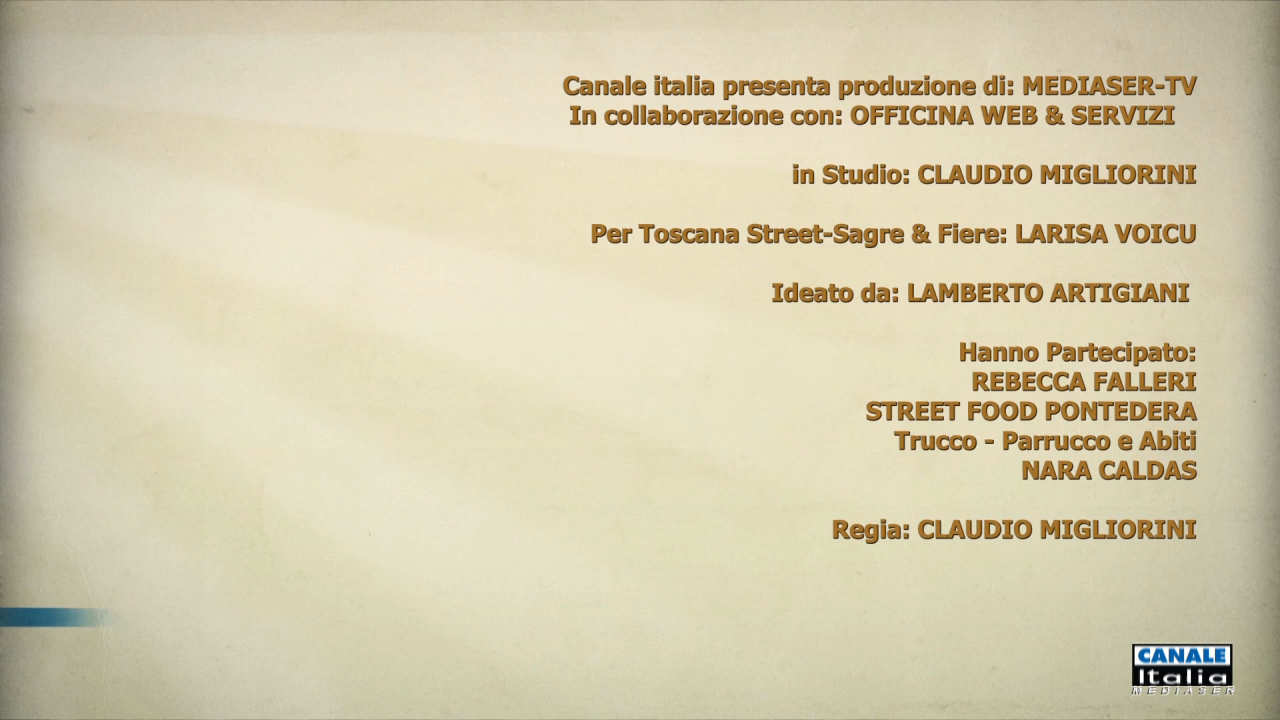 Canale italia presenta produzione di: MEDIASER-TV
In collaborazione con: OFFICINA WEB & SERVIZI
in Studio: CLAUDIO MIGLIORINI
Per Toscana Street-Sagre & Fiere: LARISA VOICU
Ideato da: LAMBERTO ARTIGIANI
Hanno Partecipato:
REBECCA FALLERI
STREET FOOD PONTEDERA
Trucco - Parrucco e Abiti
NARA CALDAS
Regia: CLAUDIO MIGLIORINI
CANALE
Italia
MEDIASER